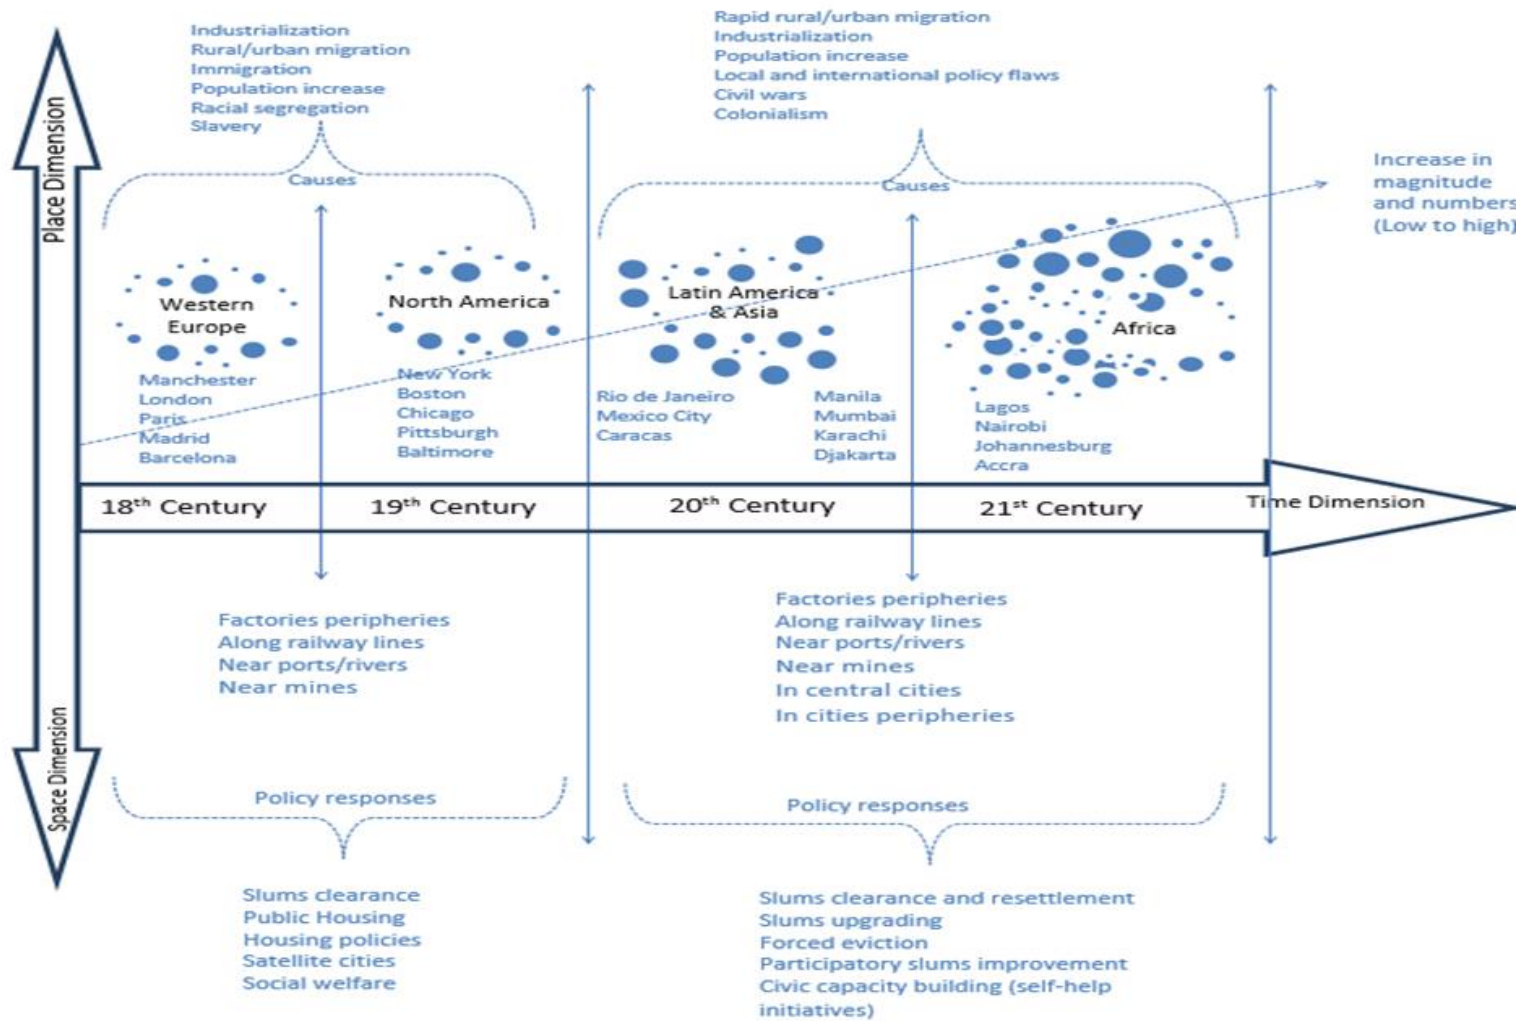 Industrialization
Rural/urban migration
Immigration
Population increase
Racial segregation
Slavery
Causes
Rapid rural/urban migration
Industrialization
Population increase
Local and international policy flaws
Civil wars
Colonialism
Causes
Increase in
magnitude
and numbers
(Low to high)
Place Dimension
Western
Europe
Manchester
London
Paris
Madrid
Barcelona
North America
New York
Boston
Chicago
Pittsburgh
Baltimore
Latin America
& Asia
Rio de Janeiro
Mexico City
Caracas
Manila
Mumbai
Karachi
Djakarta
Africa
Lagos
Nairobi
Johannesburg
Accra
18th Century
19th Century
20th Century
21st Century
Time Dimension
Space Dimension
Factories peripheries
Along railway lines
Near ports/rivers
Near mines
Factories peripheries
Along railway lines
Near ports/rivers
Near mines
In central cities
In cities peripheries
Policy responses
Slums clearance
Public Housing
Housing policies
Satellite cities
Social welfare
Policy responses
Slums clearance and resettlement
Slums upgrading
Forced eviction
Participatory slums improvement
Civic capacity building (self-help
initiatives)